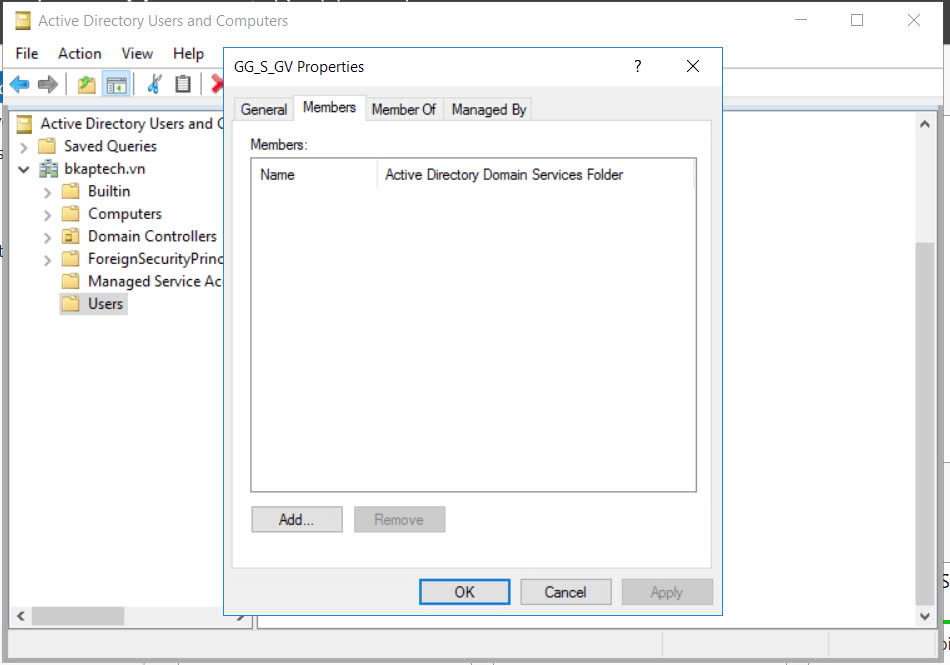 Active Directory Users and Computers
File Action View Help
GG_S_GV Properties
?
General Members Member Of Managed By
Active Directory Users and C
Saved Queries
bkaptech.vn
Builtin
Computers
Domain Controllers
ForeignSecurityPrinc
Managed Service Ac
Users
Members:
Name Active Directory Domain Services Folder
Add... Remove
OK Cancel Apply